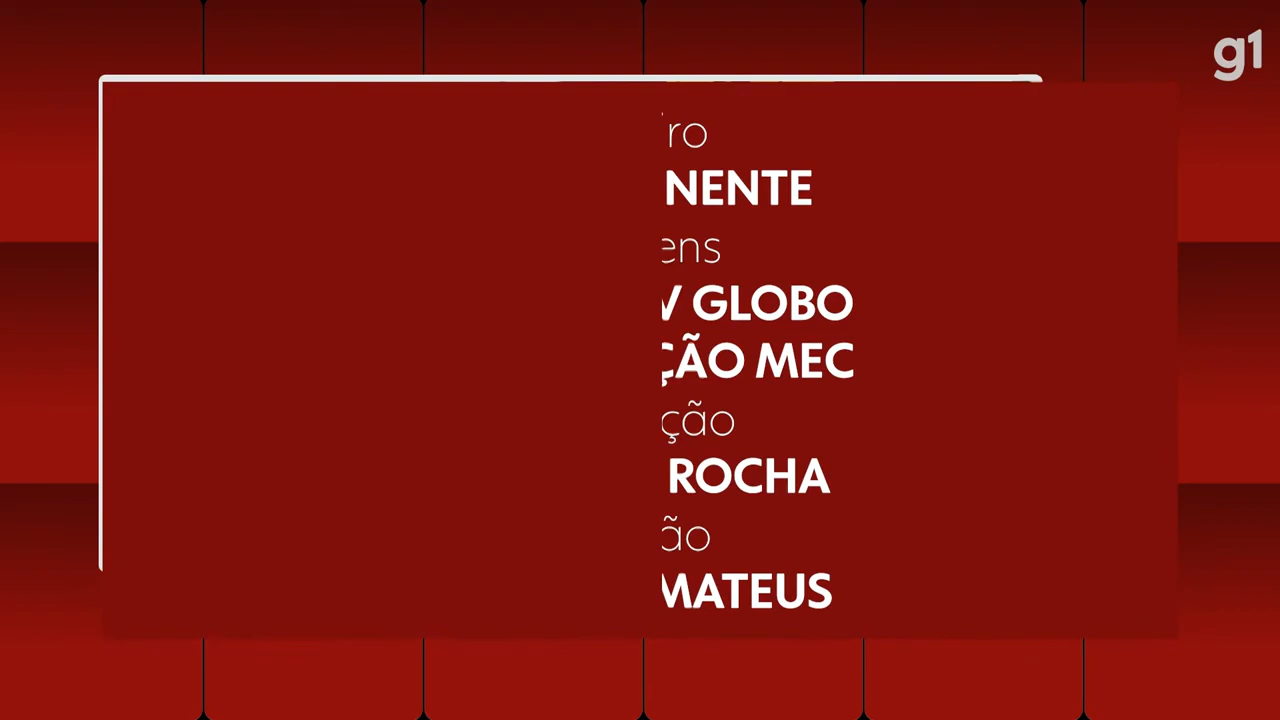 g1
ro
NENTE
ens
V GLOBO
ÇÃO MEC
ção
ROCHA
ão
MATEUS